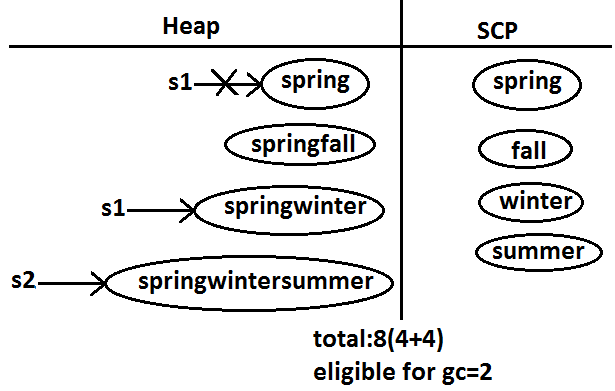 Heap SCP
s1 spring spring
springfall fall
s1 springwinter winter
summer
s2 springwintersummer
total:8(4+4)
eligible for gc=2